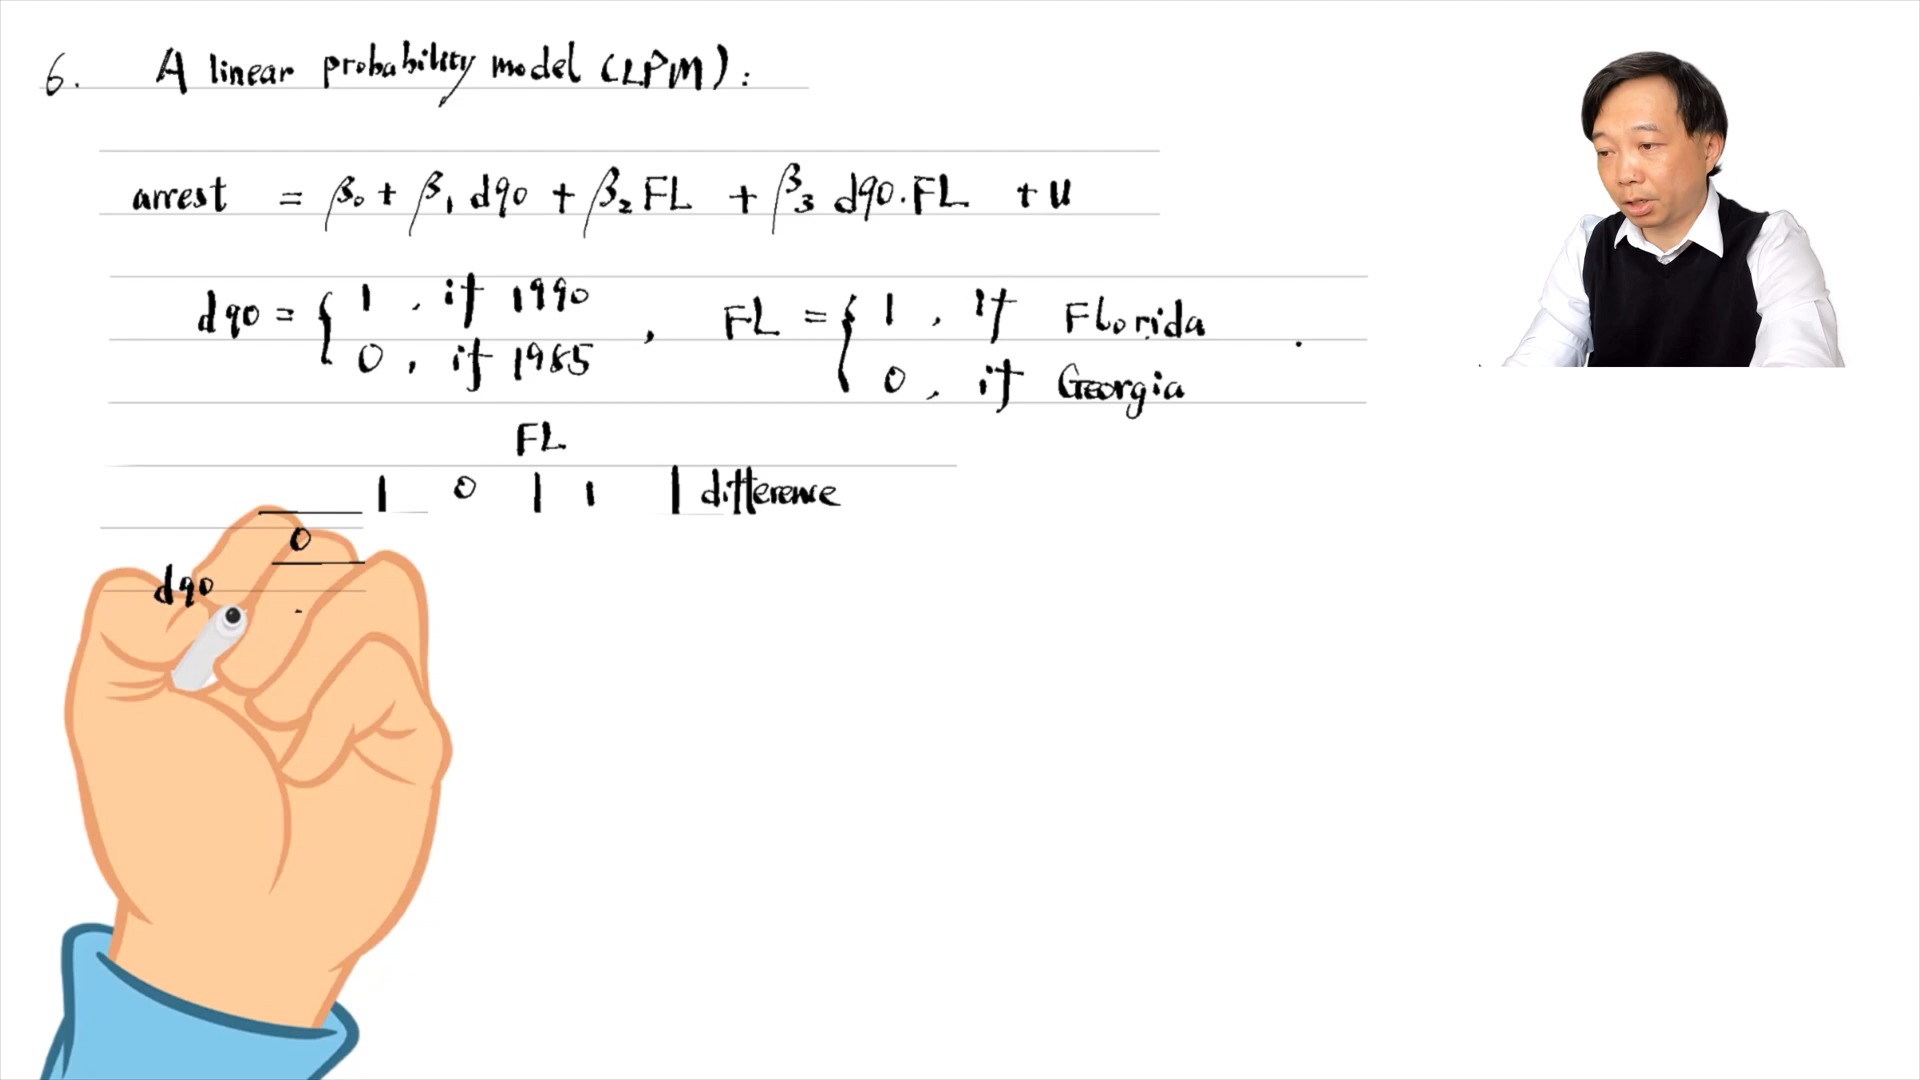 6. A linear probability model (LPM):
arrest = β₀ + β₁ d90 + β₂ FL + β₃ d90.FL + u
d90 = { 1 , if 1990 , FL = { 1 , if Florida .
0 , if 1985 0 , if Georgia
FL
| 0 | 1 | difference
0
d90